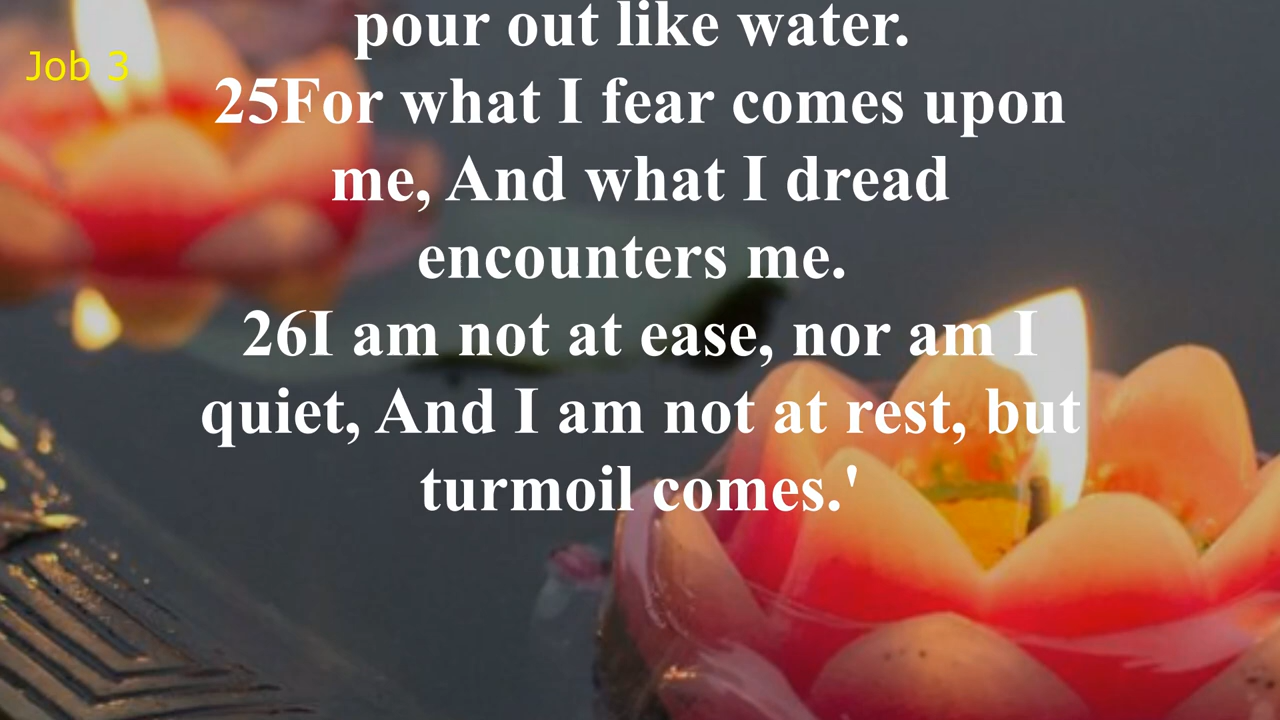 pour out like water.
Job 3
25For what I fear comes upon
me, And what I dread
encounters me.
26I am not at ease, nor am I
quiet, And I am not at rest, but
turmoil comes.'